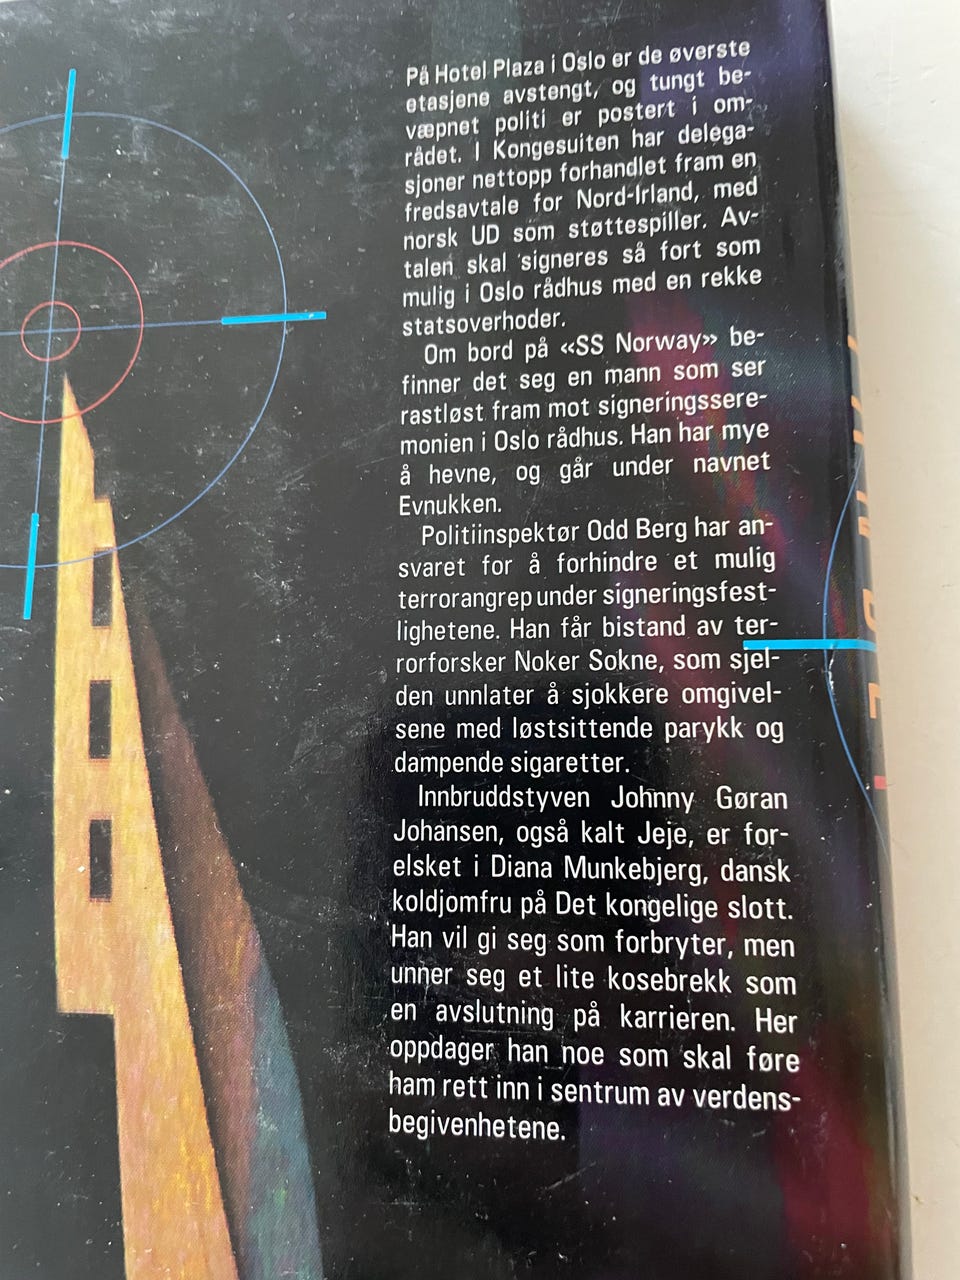 På Hotel Plaza i Oslo er de øverste
etasjene avstengt, og tungt be-
væpnet politi er postert i om-
rådet. I Kongesuiten har delega-
sjoner nettopp forhandlet fram en
fredsavtale for Nord-Irland, med
norsk UD som støttespiller. Av-
talen skal signeres så fort som
mulig i Oslo rådhus med en rekke
statsoverhoder.
Om bord på «SS Norway» be-
finner det seg en mann som ser
rastløst fram mot signeringssere-
monien i Oslo rådhus. Han har mye
å hevne, og går under navnet
Evnukken.
Politiinspektør Odd Berg har an-
svaret for å forhindre et mulig
terrorangrep under signeringsfest-
lighetene. Han får bistand av ter-
rorforsker Noker Sokne, som sjel-
den unnlater å sjokkere omgivel-
sene med løstsittende parykk og
dampende sigaretter.
Innbruddstyven Johnny Gøran
Johansen, også kalt Jeje, er for-
elsket i Diana Munkebjerg, dansk
koldjomfru på Det kongelige slott.
Han vil gi seg som forbryter, men
unner seg et lite kosebrekk som
en avslutning på karrieren. Her
oppdager han noe som skal føre
ham rett inn i sentrum av verdens-
begivenhetene.